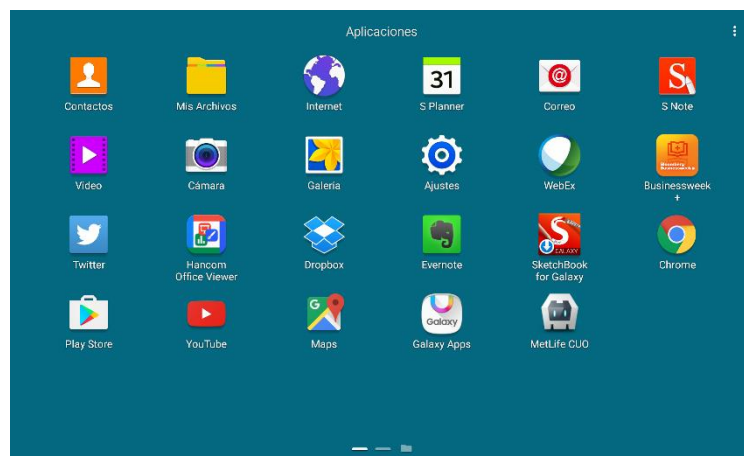 Aplicaciones
Contactos
Mis Archivos
Internet
31
S Planner
@
Correo
S
S Note
Video
Cámara
Galería
Ajustes
WebEx
Businessweek
+
Twitter
Hancom
Office Viewer
Dropbox
Evernote
S
GALAXY
SketchBook
for Galaxy
Chrome
Play Store
YouTube
G
Maps
Galaxy
Galaxy Apps
MetLife CUO